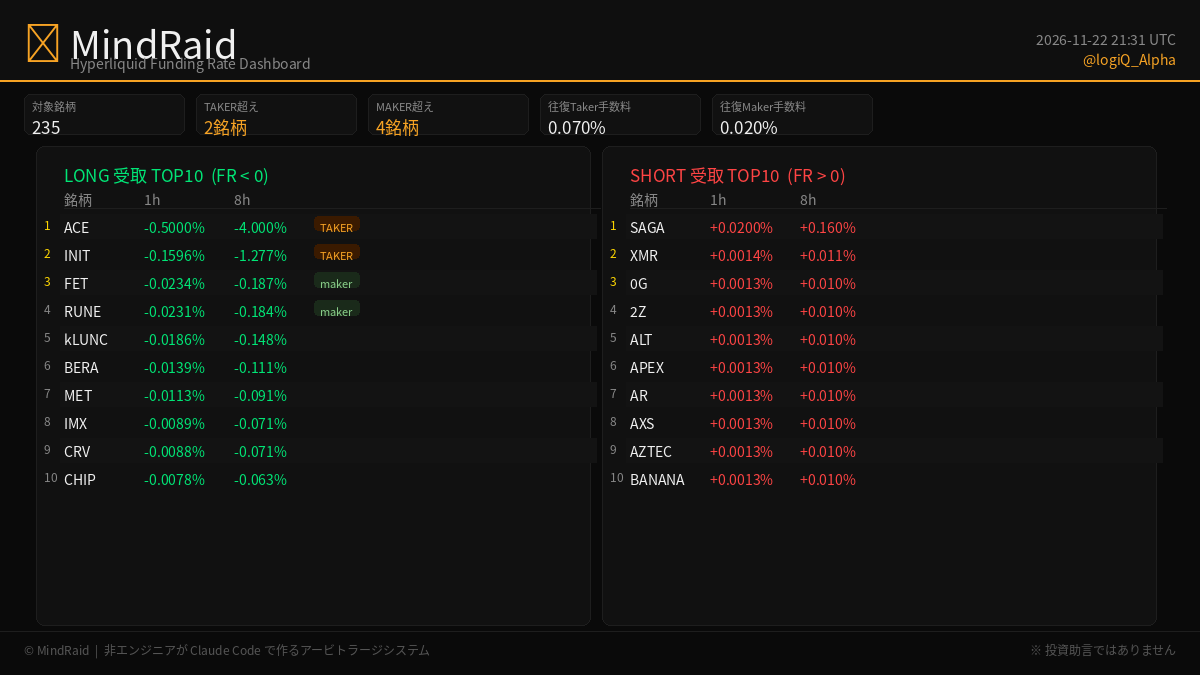 MindRaid
Hyperliquid Funding Rate Dashboard
2026-11-22 21:31 UTC
@logiQ_Alpha
対象銘柄
235
TAKER超え
2銘柄
MAKER超え
4銘柄
往復Taker手数料
0.070%
往復Maker手数料
0.020%
LONG 受取 TOP10 (FR < 0)
銘柄 1h 8h
1 ACE -0.5000% -4.000% TAKER
2 INIT -0.1596% -1.277% TAKER
3 FET -0.0234% -0.187% maker
4 RUNE -0.0231% -0.184% maker
5 kLUNC -0.0186% -0.148%
6 BERA -0.0139% -0.111%
7 MET -0.0113% -0.091%
8 IMX -0.0089% -0.071%
9 CRV -0.0088% -0.071%
10 CHIP -0.0078% -0.063%
SHORT 受取 TOP10 (FR > 0)
銘柄 1h 8h
1 SAGA +0.0200% +0.160%
2 XMR +0.0014% +0.011%
3 0G +0.0013% +0.010%
4 2Z +0.0013% +0.010%
5 ALT +0.0013% +0.010%
6 APEX +0.0013% +0.010%
7 AR +0.0013% +0.010%
8 AXS +0.0013% +0.010%
9 AZTEC +0.0013% +0.010%
10 BANANA +0.0013% +0.010%
© MindRaid | 非エンジニアが Claude Code で作るアービトラージシステム
※ 投資助言ではありません